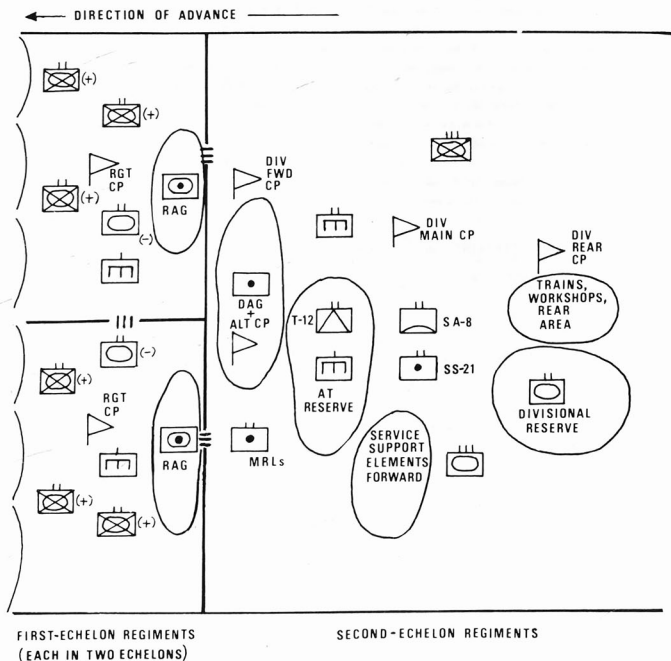 DIRECTION OF ADVANCE
(+)
(+)
RGT
CP
(+)
(-)
RAG
DIV
FWD
CP
DIV
MAIN CP
DIV
REAR
CP
DAG
+
ALT CP
T-12
AT
RESERVE
SA-8
SS-21
TRAINS,
WORKSHOPS,
REAR
AREA
DIVISIONAL
RESERVE
(-)
(+)
RGT
CP
RAG
MRLs
SERVICE
SUPPORT
ELEMENTS
FORWARD
(+)
(+)
FIRST-ECHELON REGIMENTS
(EACH IN TWO ECHELONS)
SECOND-ECHELON REGIMENTS